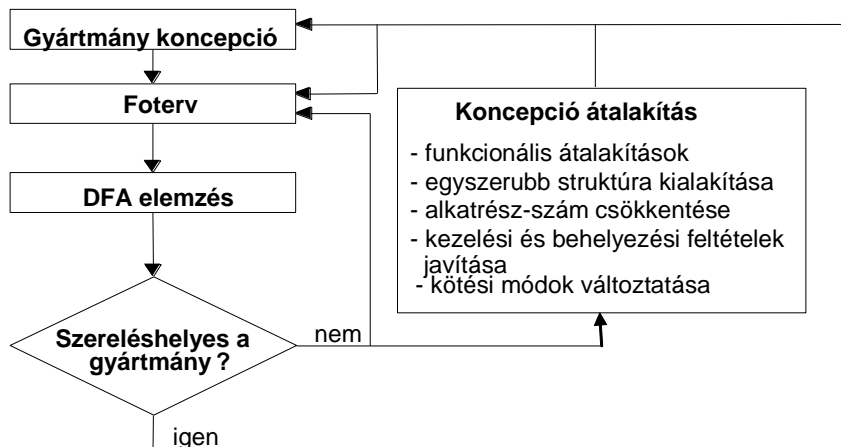 Gyártmány koncepció
Foterv
DFA elemzés
Szereléshelyes a
gyártmány ?
nem
igen
Koncepció átalakítás
- funkcionális átalakítások
- egyszerubb struktúra kialakítása
- alkatrész-szám csökkentése
- kezelési és behelyezési feltételek
javítása
- kötési módok változtatása